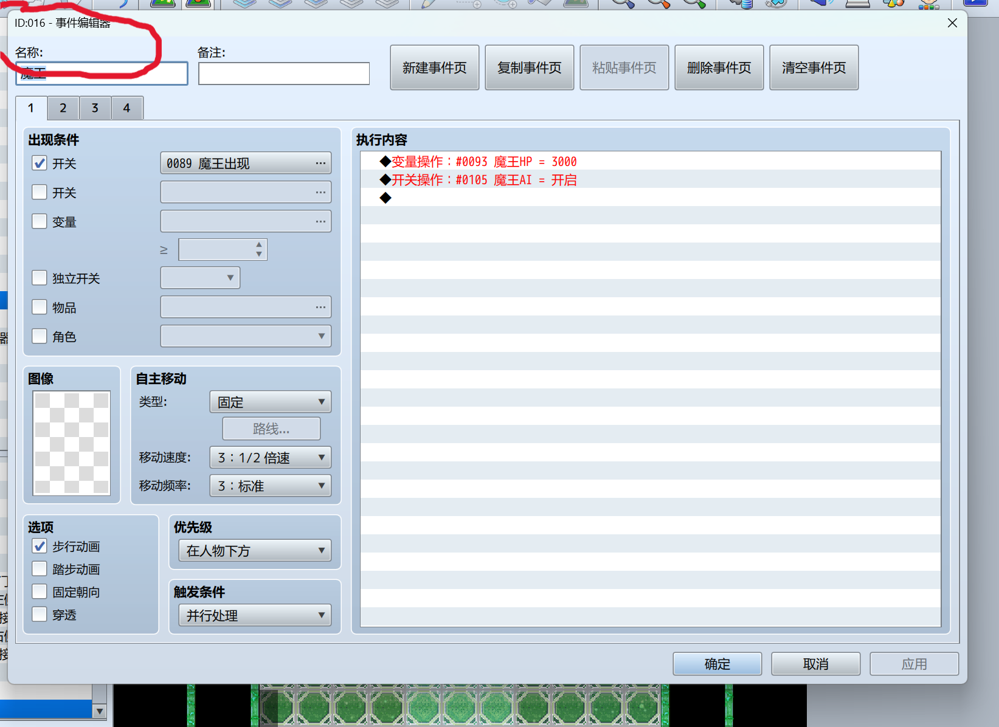 ID:016 - 事件编辑器
名称:
备注:
魔王
新建事件页
复制事件页
粘贴事件页
删除事件页
清空事件页
1
2
3
4
出现条件
开关
0089 魔王出现
...
开关
...
变量
...
≥
独立开关
物品
...
角色
图像
自主移动
类型:
固定
路线...
移动速度:
3：1/2 倍速
移动频率:
3：标准
选项
步行动画
踏步动画
固定朝向
穿透
优先级
在人物下方
触发条件
并行处理
执行内容
◆变量操作：#0093 魔王HP = 3000
◆开关操作：#0105 魔王AI = 开启
◆
确定
取消
应用
器
接
接